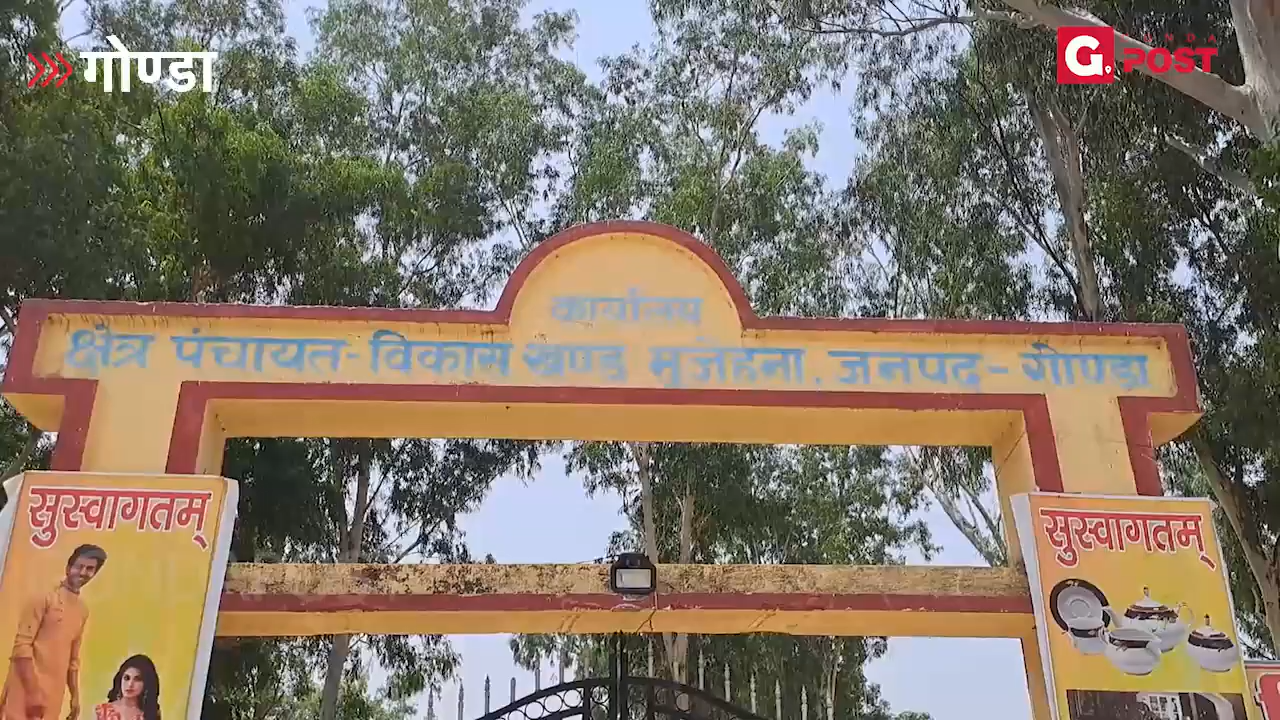 गोण्डा
G. POST
कार्यालय
क्षेत्र पंचायत-विकास खण्ड मुजेहना, जनपद-गोण्डा
सुस्वागतम्
सुस्वागतम्